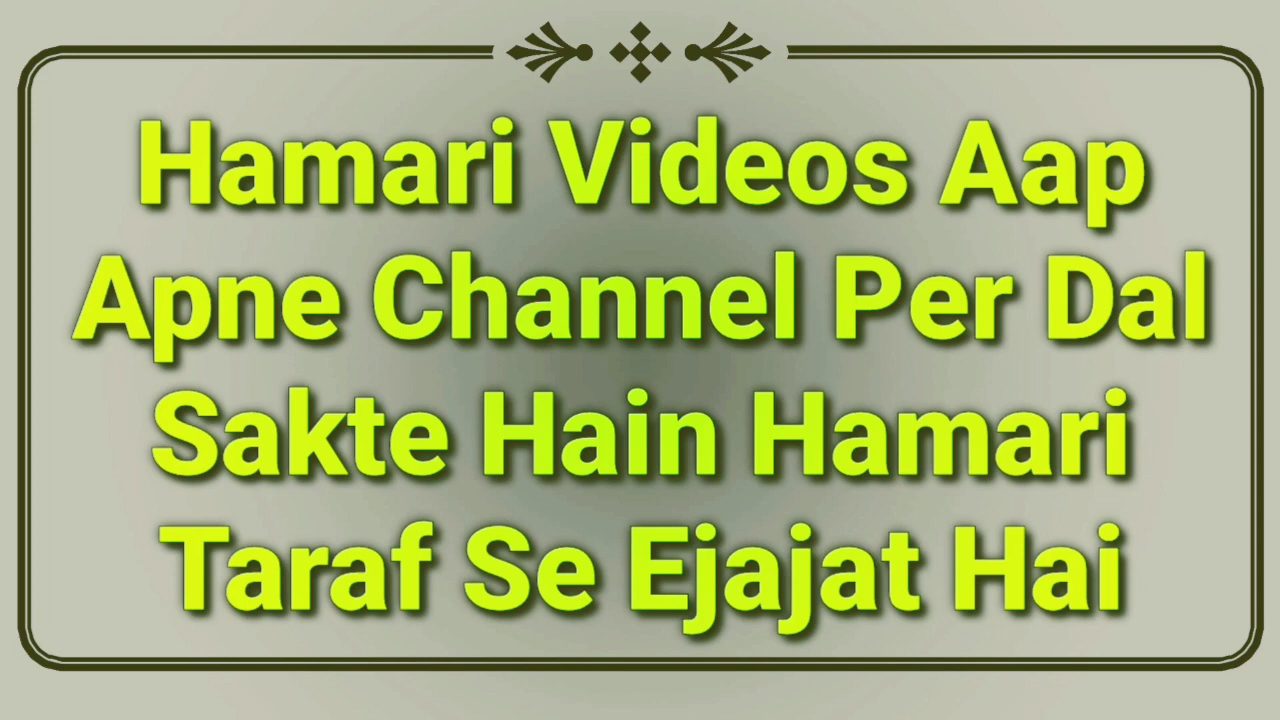 Hamari Videos Aap
Apne Channel Per Dal
Sakte Hain Hamari
Taraf Se Ejajat Hai